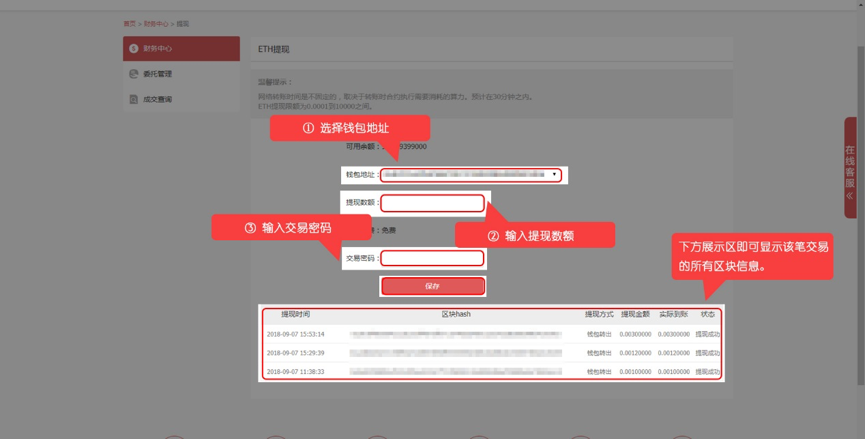 首页 > 财务中心 > 提现
财务中心
委托管理
成交查询
ETH提现
温馨提示：
网络转账时间是不固定的，取决于转账时合约执行需要消耗的算力。预计在30分钟之内。
ETH提现限额为0.0001到10000之间。
① 选择钱包地址
可用余额：
9399000
钱包地址：
提现数额：
③ 输入交易密码
：免费
② 输入提现数额
交易密码：
保存
下方展示区即可显示该笔交易
的所有区块信息。
在线客服
提现时间 区块hash 提现方式 提现金额 实际到账 状态
2018-09-07 15:53:14 钱包转出 0.00300000 0.00300000 提现成功
2018-09-07 15:29:39 钱包转出 0.00120000 0.00120000 提现成功
2018-09-07 11:38:33 钱包转出 0.00100000 0.00100000 提现成功